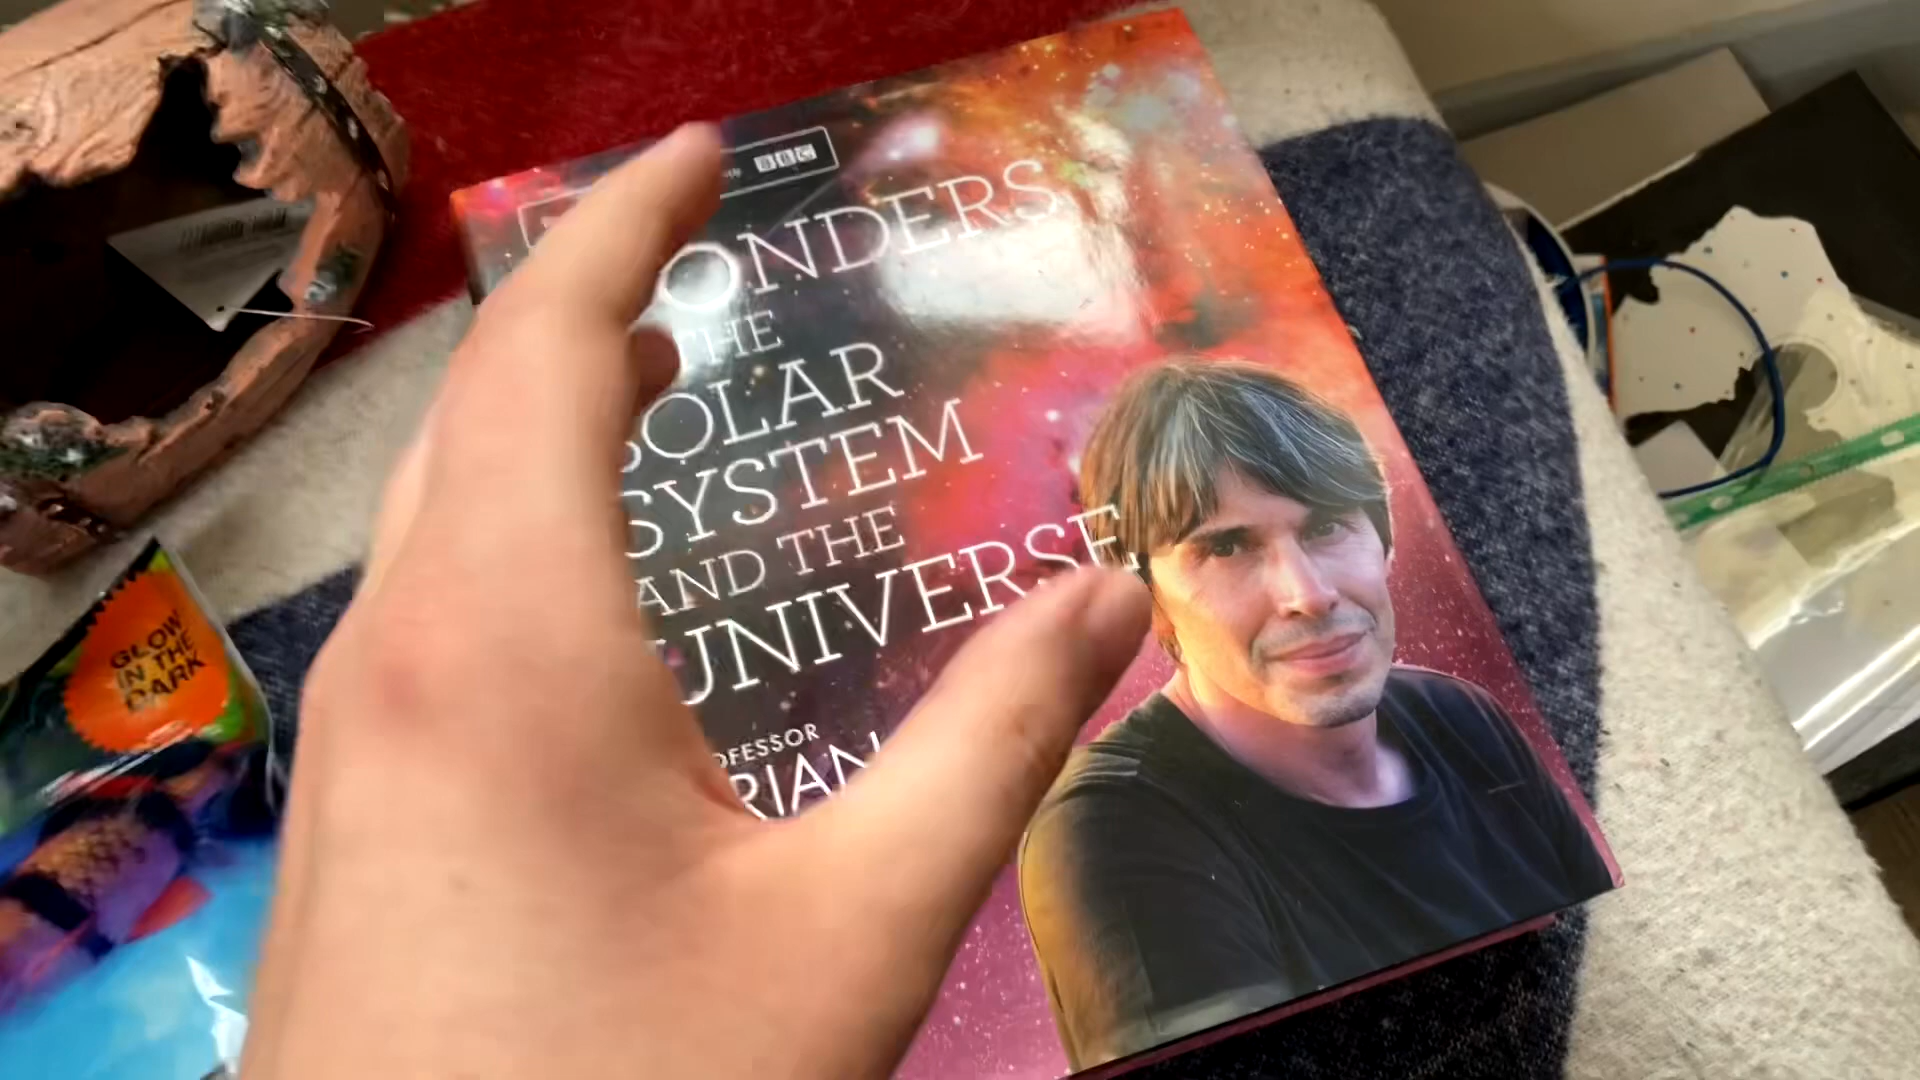 BBC
ONDERS
THE
SOLAR
SYSTEM
AND THE
UNIVERSE
OFESSOR
RIAN
GLOW
IN THE
DARK